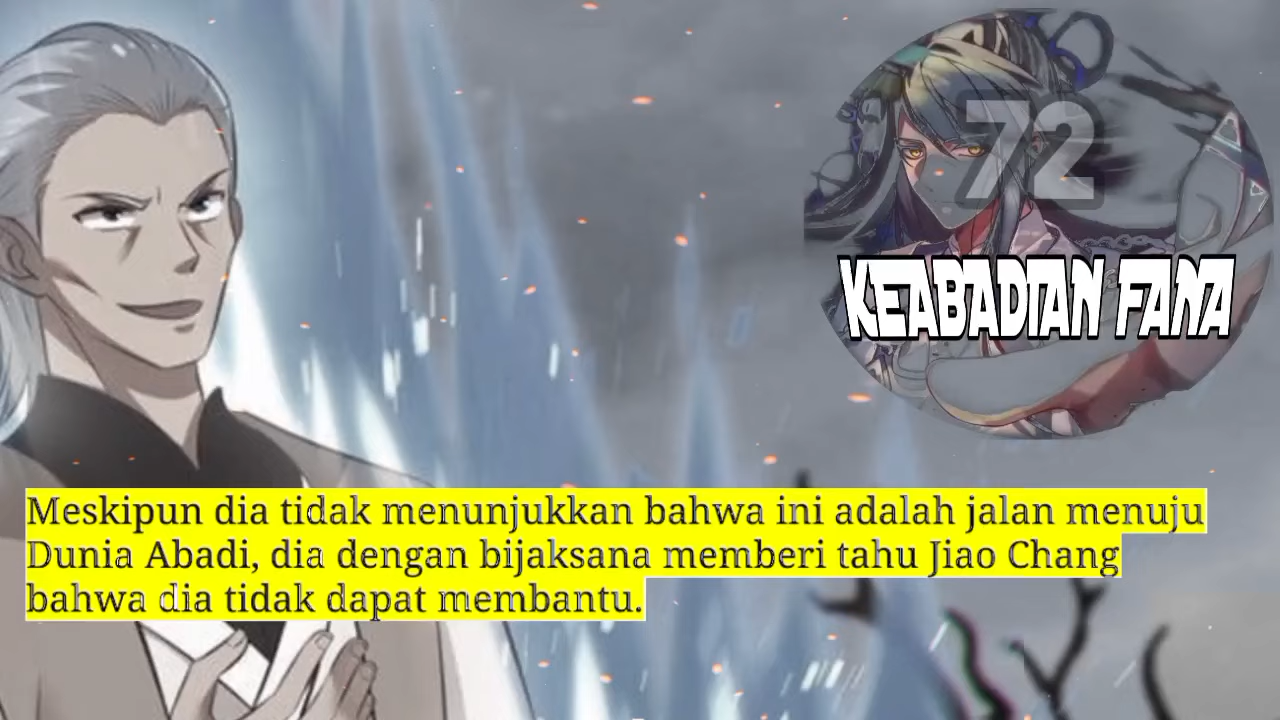 72
KEABADIAN FANA
Meskipun dia tidak menunjukkan bahwa ini adalah jalan menuju
Dunia Abadi, dia dengan bijaksana memberi tahu Jiao Chang
bahwa dia tidak dapat membantu.